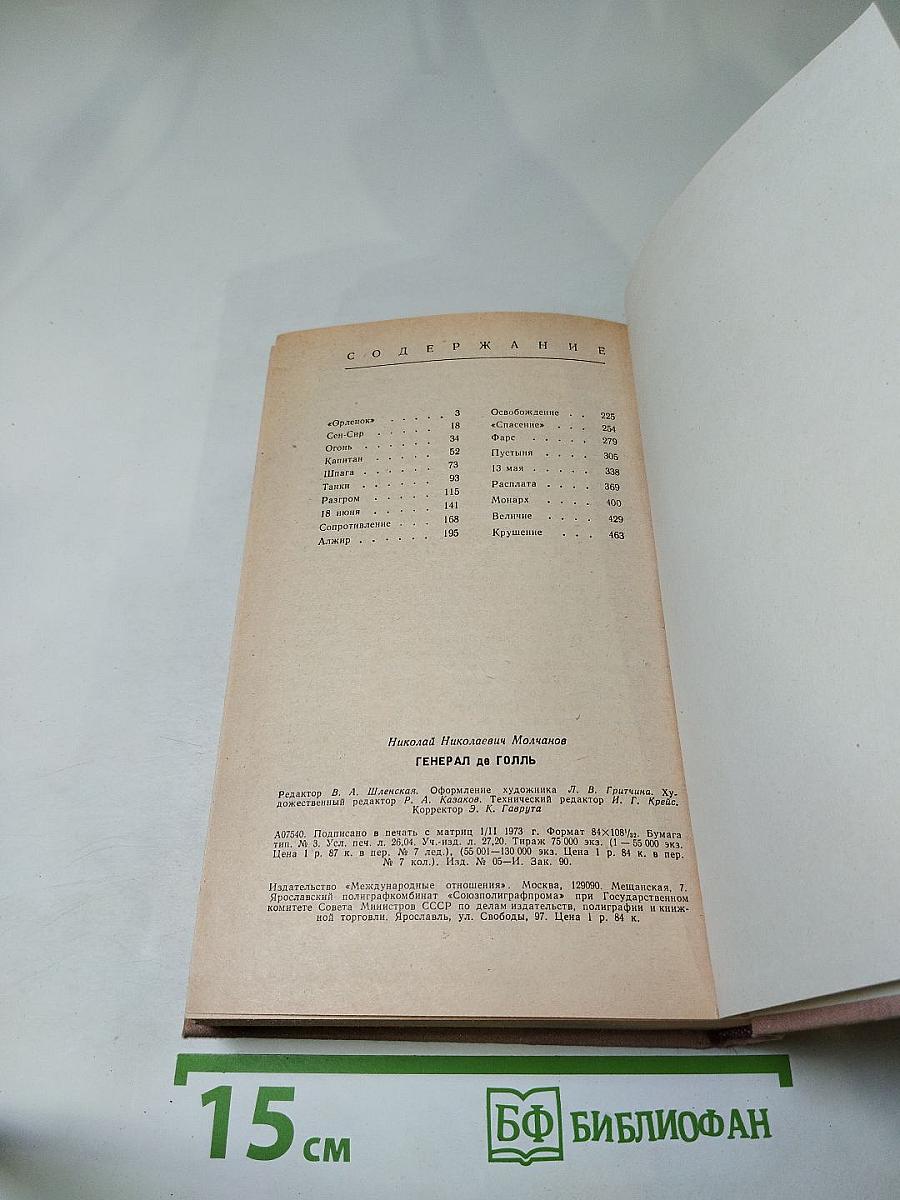 СОДЕРЖАНИЕ
«Орленок» . . . . . . 3
Сен-Сир . . . . . . 18
Огонь . . . . . . 34
Капитан . . . . . . 52
Шпага . . . . . . 73
Танки . . . . . . 93
Разгром . . . . . . 115
18 июня . . . . . . 141
Сопротивление . . . 168
Алжир . . . . . . 195
Освобождение . . 225
«Спасение» . . . 254
Фарс . . . . 279
Пустыня . . . . 305
13 мая . . . . 338
Расплата . . . . 369
Монарх . . . . 400
Величие . . . . 429
Крушение . . . 463
Николай Николаевич Молчанов
ГЕНЕРАЛ де ГОЛЛЬ
Редактор В. А. Шленская. Оформление художника Л. В. Гритчина. Ху-
дожественный редактор Р. А. Казаков. Технический редактор И. Г. Крейс.
Корректор Э. К. Гаврута
А07540. Подписано в печать с матриц 1/II 1973 г. Формат 84×108¹/₃₂. Бумага
тип. № 3. Усл. печ. л. 26,04. Уч.-изд. л. 27,20. Тираж 75 000 экз. (1 — 55 000 экз.
Цена 1 р. 87 к. в пер. № 7 лед.), (55 001—130 000 экз. Цена 1 р. 84 к. в пер.
№ 7 кол.). Изд. № 05—И. Зак. 90.
Издательство «Международные отношения». Москва, 129090. Мещанская, 7.
Ярославский полиграфкомбинат «Союзполиграфпрома» при Государственном
комитете Совета Министров СССР по делам издательств, полиграфии и книж-
ной торговли. Ярославль, ул. Свободы, 97. Цена 1 р. 84 к.
15 см
БФ БИБЛИОФАН